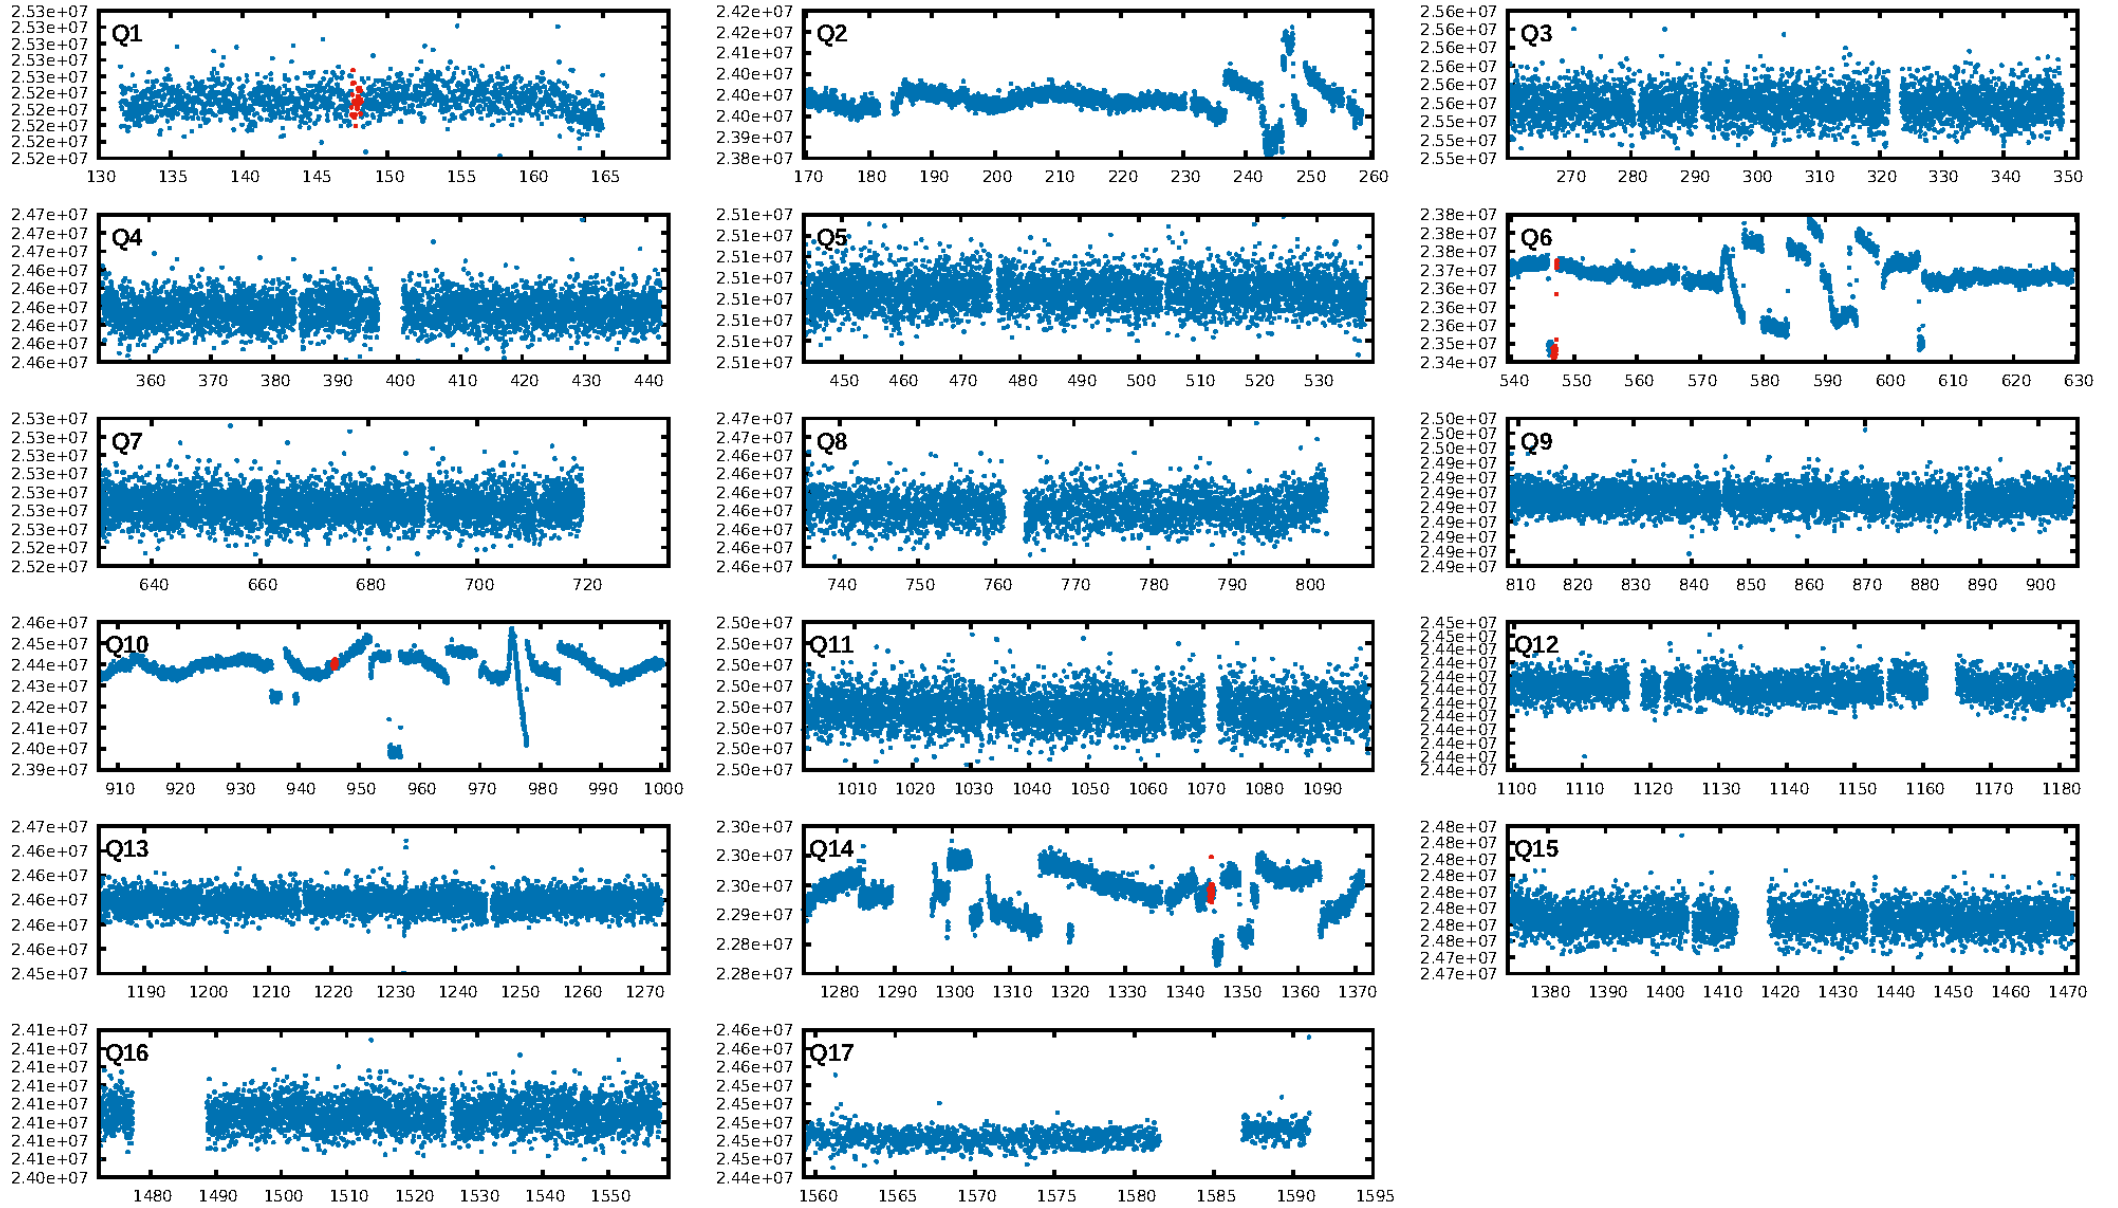 2.53e+07 2.53e+07 2.53e+07 2.53e+07 2.53e+07 2.52e+07 2.52e+07 2.52e+07 2.52e+07
Q1
130 135 140 145 150 155 160 165
2.42e+07 2.42e+07 2.41e+07 2.40e+07 2.40e+07 2.40e+07 2.39e+07 2.38e+07
Q2
170 180 190 200 210 220 230 240 250 260
2.56e+07 2.56e+07 2.56e+07 2.56e+07 2.56e+07 2.56e+07 2.55e+07 2.55e+07 2.55e+07
Q3
270 280 290 300 310 320 330 340 350
2.47e+07 2.47e+07 2.47e+07 2.46e+07 2.46e+07 2.46e+07 2.46e+07 2.46e+07 2.46e+07
Q4
360 370 380 390 400 410 420 430 440
2.51e+07 2.51e+07 2.51e+07 2.51e+07 2.51e+07 2.51e+07 2.51e+07 2.51e+07
Q5
450 460 470 480 490 500 510 520 530
2.38e+07 2.38e+07 2.37e+07 2.37e+07 2.36e+07 2.36e+07 2.36e+07 2.35e+07 2.34e+07
Q6
540 550 560 570 580 590 600 610 620 630
2.53e+07 2.53e+07 2.53e+07 2.53e+07 2.53e+07 2.53e+07 2.53e+07 2.52e+07 2.52e+07
Q7
640 660 680 700 720
2.47e+07 2.47e+07 2.46e+07 2.46e+07 2.46e+07 2.46e+07 2.46e+07 2.46e+07 2.46e+07
Q8
740 750 760 770 780 790 800
2.50e+07 2.50e+07 2.49e+07 2.49e+07 2.49e+07 2.49e+07 2.49e+07 2.49e+07 2.49e+07 2.49e+07 2.49e+07
Q9
810 820 830 840 850 860 870 880 890 900
2.46e+07 2.45e+07 2.44e+07 2.43e+07 2.42e+07 2.41e+07 2.40e+07 2.39e+07
Q10
910 920 930 940 950 960 970 980 990 1000
2.50e+07 2.50e+07 2.50e+07 2.50e+07 2.50e+07 2.50e+07 2.50e+07 2.50e+07
Q11
1010 1020 1030 1040 1050 1060 1070 1080 1090
2.45e+07 2.45e+07 2.44e+07 2.44e+07 2.44e+07 2.44e+07 2.44e+07 2.44e+07 2.44e+07 2.44e+07 2.44e+07 2.44e+07
Q12
1100 1110 1120 1130 1140 1150 1160 1170 1180
2.47e+07 2.46e+07 2.46e+07 2.46e+07 2.46e+07 2.46e+07 2.45e+07
Q13
1190 1200 1210 1220 1230 1240 1250 1260 1270
2.30e+07 2.30e+07 2.30e+07 2.29e+07 2.28e+07 2.28e+07
Q14
1280 1290 1300 1310 1320 1330 1340 1350 1360 1370
2.48e+07 2.48e+07 2.48e+07 2.48e+07 2.48e+07 2.48e+07 2.48e+07 2.47e+07 2.47e+07
Q15
1380 1390 1400 1410 1420 1430 1440 1450 1460 1470
2.41e+07 2.41e+07 2.41e+07 2.41e+07 2.41e+07 2.41e+07 2.41e+07 2.41e+07 2.40e+07
Q16
1480 1490 1500 1510 1520 1530 1540 1550
2.46e+07 2.46e+07 2.45e+07 2.45e+07 2.45e+07 2.45e+07 2.45e+07 2.45e+07 2.44e+07
Q17
1560 1565 1570 1575 1580 1585 1590 1595